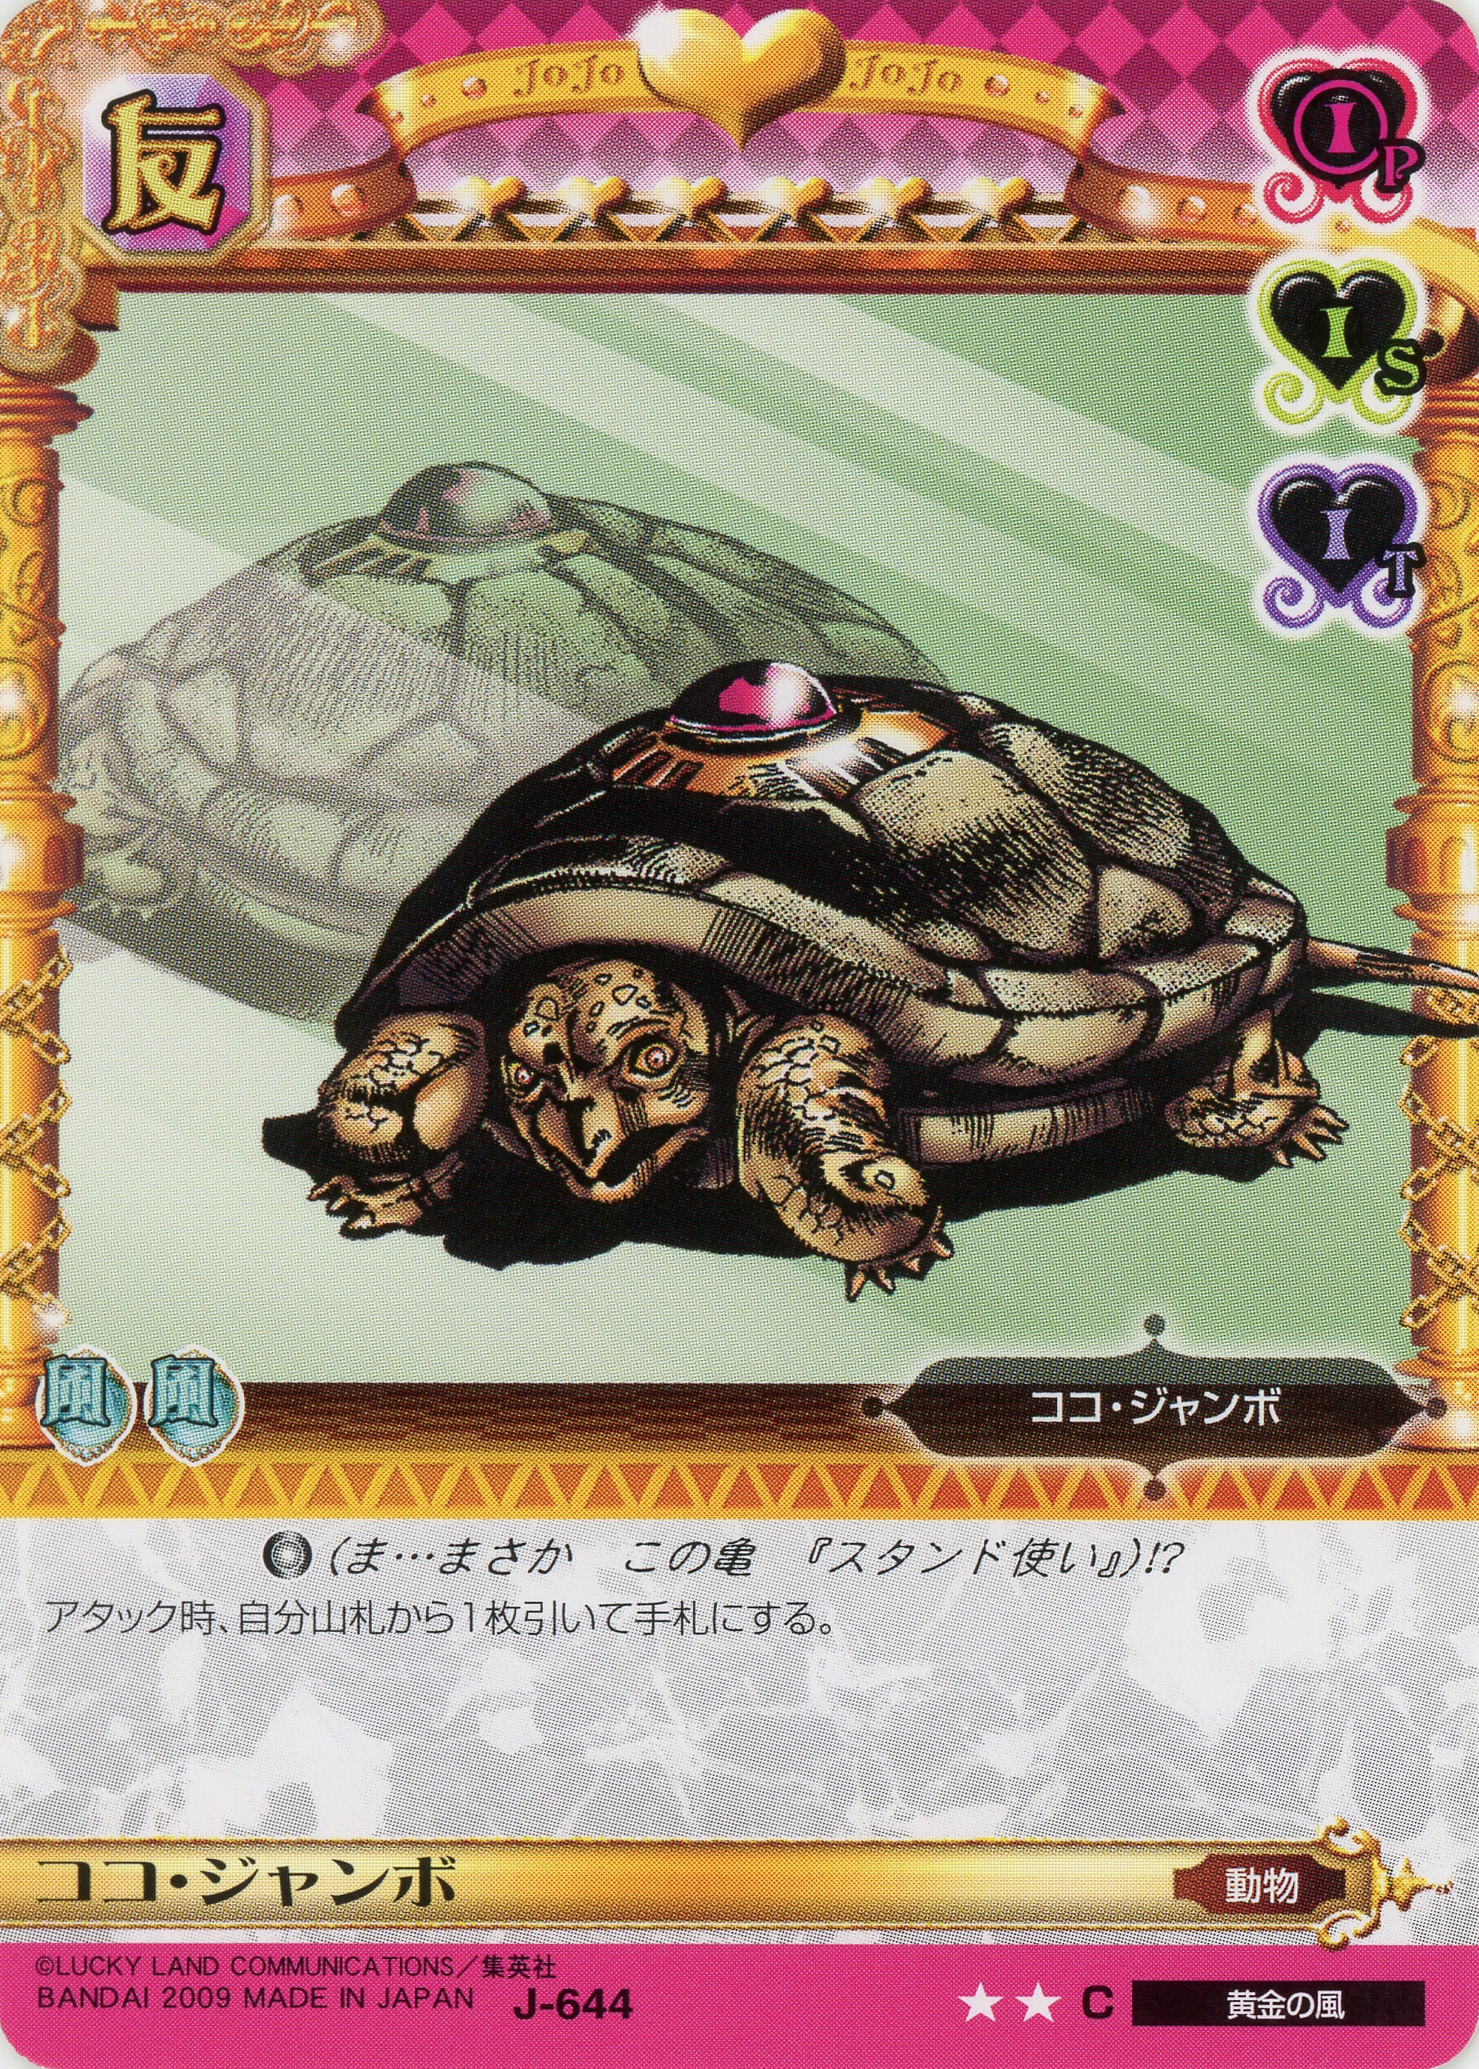 JoJo JoJo
友
I P
I S
I T
風 風
ココ・ジャンボ
(ま…まさか この亀 『スタンド使い』)!?
アタック時、自分山札から1枚引いて手札にする。
ココ・ジャンボ
動物
©LUCKY LAND COMMUNICATIONS／集英社
BANDAI 2009 MADE IN JAPAN J-644
★★ C 黄金の風